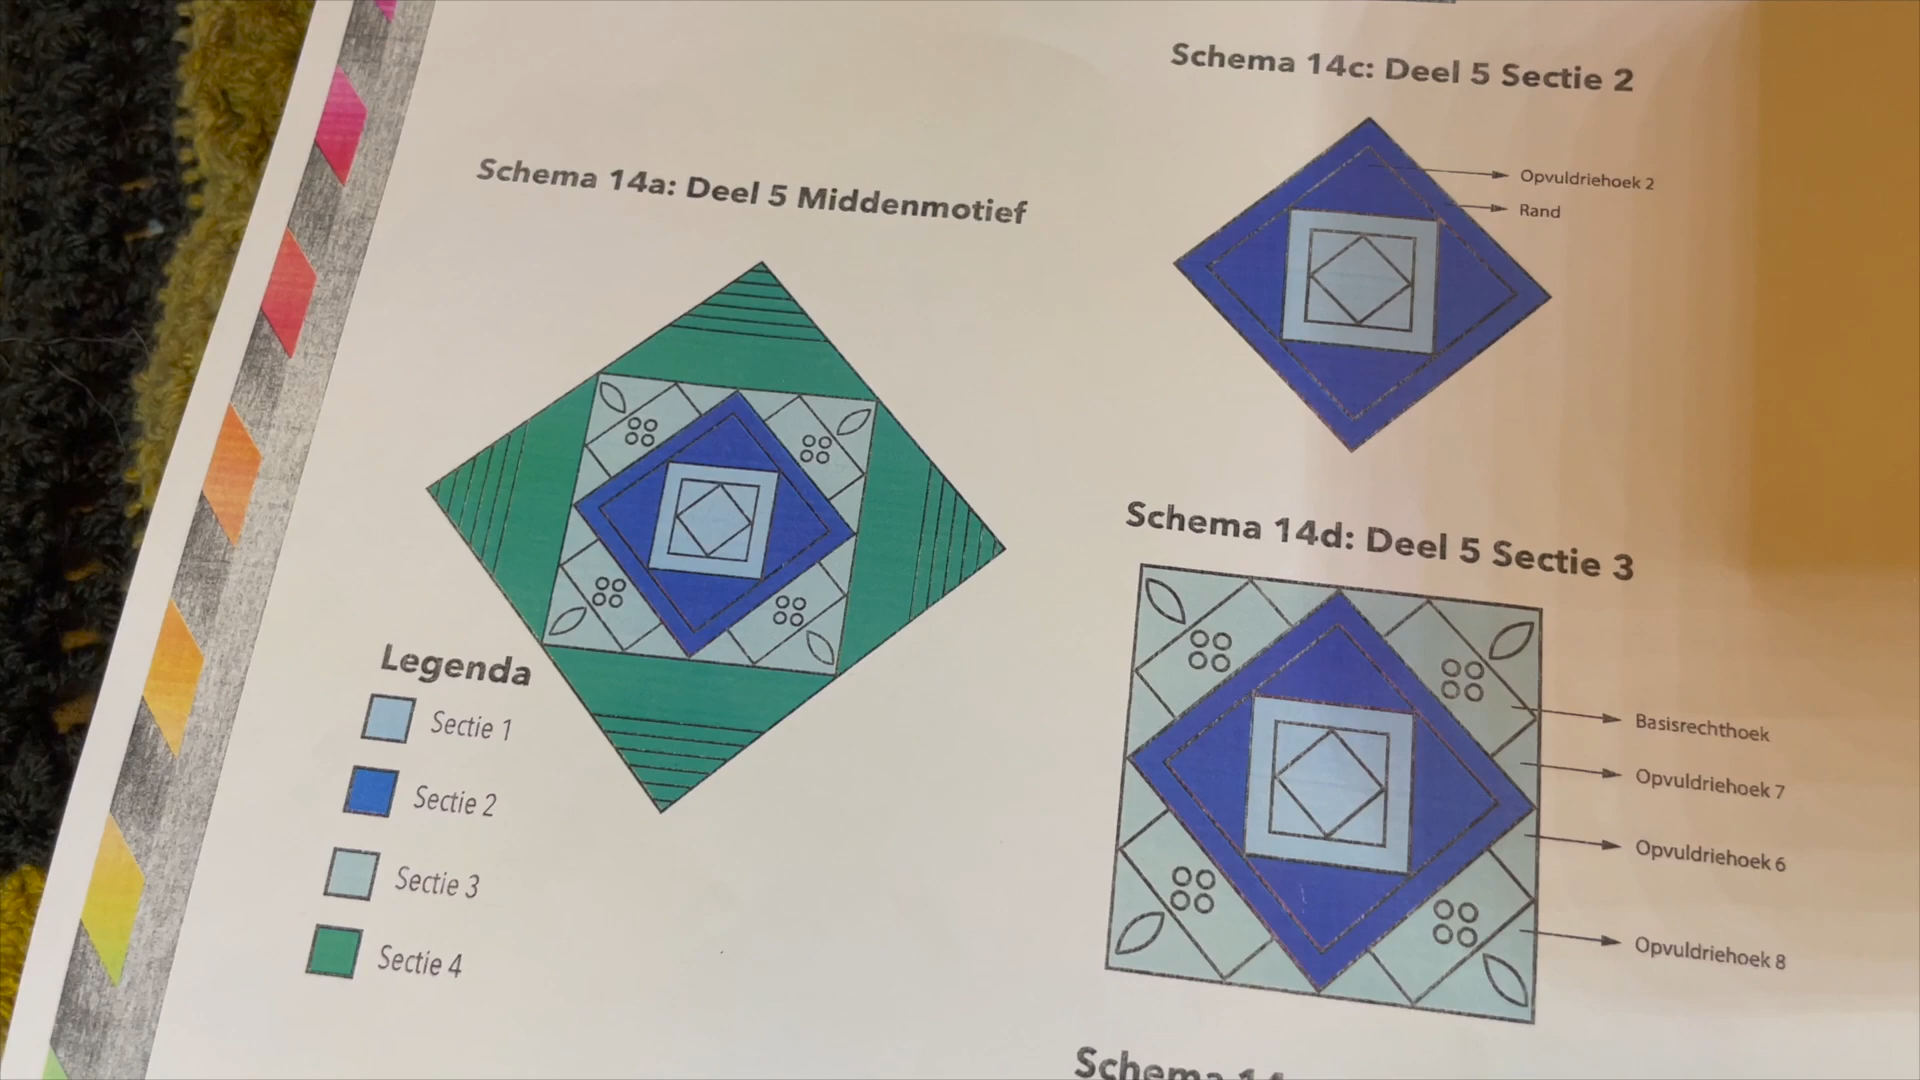 Schema 14a: Deel 5 Middenmotief
Legenda
Sectie 1
Sectie 2
Sectie 3
Sectie 4
Schema 14c: Deel 5 Sectie 2
Opvuldriehoek 2
Rand
Schema 14d: Deel 5 Sectie 3
Basisrechthoek
Opvuldriehoek 7
Opvuldriehoek 6
Opvuldriehoek 8
Schema